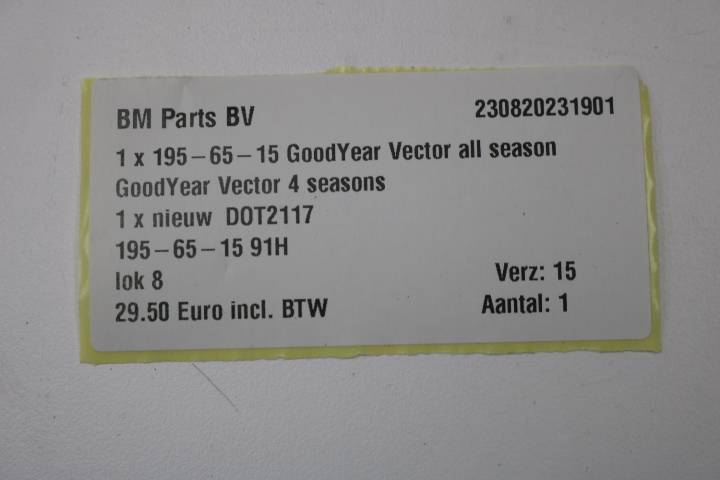 BM Parts BV 230820231901
1 x 195-65-15 GoodYear Vector all season
GoodYear Vector 4 seasons
1 x nieuw DOT2117
195-65-15 91H
lok 8 Verz: 15
29.50 Euro incl. BTW Aantal: 1